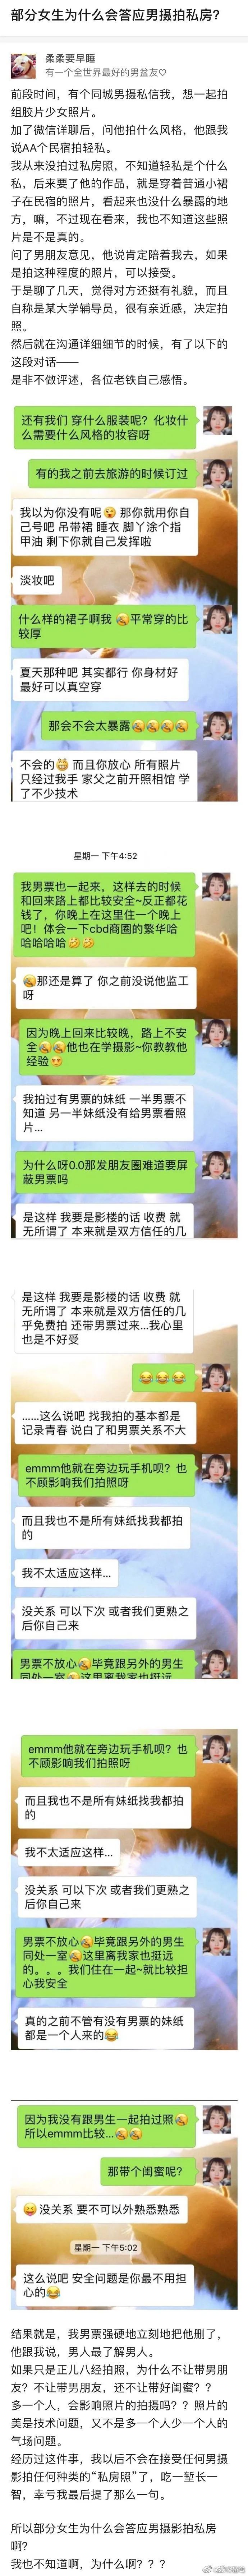 部分女生为什么会答应男摄拍私房?
柔柔要早睡
有一个全世界最好的男盆友♡
前段时间，有个同城男摄私信我，想一起拍
组胶片少女照片。
加了微信详聊后，问他拍什么风格，他跟我
说AA个民宿拍轻私。
我从来没拍过私房照，不知道轻私是个什么
私，后来要了他的作品，就是穿着普通小裙
子在民宿的照片，看起来也没什么暴露的地
方，嘛，不过现在看来，我也不知道这些照
片是不是真的。
问了男朋友意见，他说肯定陪着我去，如果
是拍这种程度的照片，可以接受。
于是聊了几天，觉得对方还挺有礼貌，而且
自称是某大学辅导员，很有亲近感，决定拍
照。
然后就在沟通详细细节的时候，有了以下的
这段对话——
是非不做评述，各位老铁自己感悟。
还有我们 穿什么服装呢？化妆什
么需要什么风格的妆容呀
有的我之前去旅游的时候订过
我以为你没有呢😮 那你就用你自
己号吧 吊带裙 睡衣 脚丫涂个指
甲油 剩下你就自己发挥啦
淡妆吧
什么样的裙子啊我 🤣平常穿的比
较厚
夏天那种吧 其实都行 你身材好
最好可以真空穿
那会不会太暴露🤣🤣🤣🤣
不会的😁 而且你放心 所有照片
只经过我手 家父之前开照相馆 学
了不少技术
星期一 下午4:52
我男票也一起来，这样去的时候
和回来路上都比较安全~反正都花
钱了，你晚上在这里住一个晚上
吧！体会一下cbd商圈的繁华哈
哈哈哈哈哈🤗🤗
🤣那还是算了 你之前没说他监工
呀
因为晚上回来比较晚，路上不安
全🤣🤣他也在学摄影~你教教他
经验😍
我拍过有男票的妹纸 一半男票不
知道 另一半妹纸没有给男票看照
片…
为什么呀0.0那发朋友圈难道要屏
蔽男票吗
是这样 我要是影楼的话 收费 就
无所谓了 本来就是双方信任的几
是这样 我要是影楼的话 收费 就
无所谓了 本来就是双方信任的几
乎免费拍 还带男票过来…我心里
也是不好受
😂😂😂
……这么说吧 找我拍的基本都是
记录青春 说白了和男票关系不大
emmm他就在旁边玩手机呗？也
不顾影响我们拍照呀
而且我也不是所有妹纸找我都拍
的
我不太适应这样...
没关系 可以下次 或者我们更熟之
后你自己来
男票不放心🤣毕竟跟另外的男生
同处一室🤣这里离我家也挺远
emmm他就在旁边玩手机呗？也
不顾影响我们拍照呀
而且我也不是所有妹纸找我都拍
的
我不太适应这样...
没关系 可以下次 或者我们更熟之
后你自己来
男票不放心🤣毕竟跟另外的男生
同处一室🤣这里离我家也挺远
的。。。我们住在一起~就比较担
心我安全
真的之前不管有没有男票的妹纸
都是一个人来的😂
因为我没有跟男生一起拍过照🤣
所以emmm比较...🤣🤣
那带个闺蜜呢？
😝没关系 要不可以外熟悉熟悉
星期一 下午5:02
这么说吧 安全问题是你最不用担
心的😂
结果就是，我男票强硬地立刻地把他删了，
他跟我说，男人最了解男人。
如果只是正儿八经拍照，为什么不让带男朋
友？不让带男朋友，还不让带好闺蜜？？
多一个人，会影响照片的拍摄吗？？照片的
美是技术问题，又不是多一个人少一个人的
气场问题。
经历过这件事，我以后不会在接受任何男摄
影拍任何种类的“私房照”了，吃一堑长一
智，幸亏我最后提了那么一句。
所以部分女生为什么会答应男摄影拍私房
啊？
我也不知道啊，为什么啊？？？